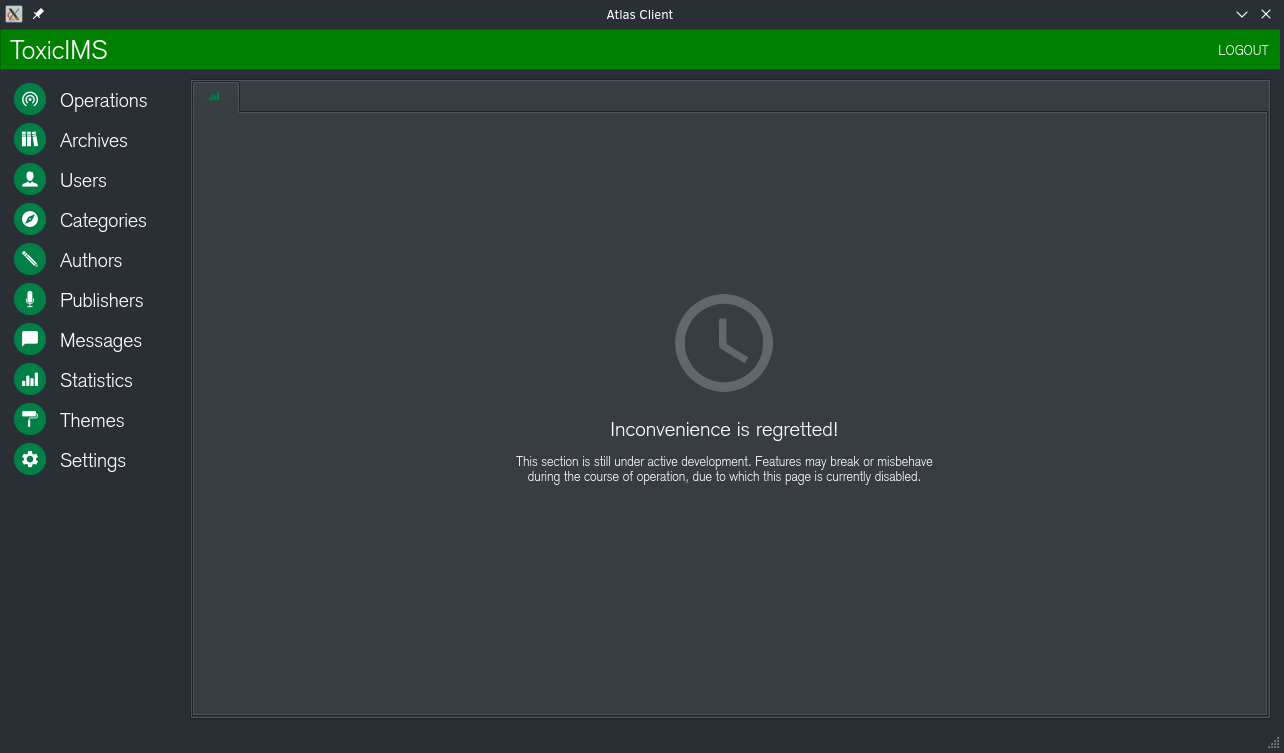 Atlas Client
ToxicIMS
LOGOUT
Operations
Archives
Users
Categories
Authors
Publishers
Messages
Statistics
Themes
Settings
Inconvenience is regretted!
This section is still under active development. Features may break or misbehave
during the course of operation, due to which this page is currently disabled.